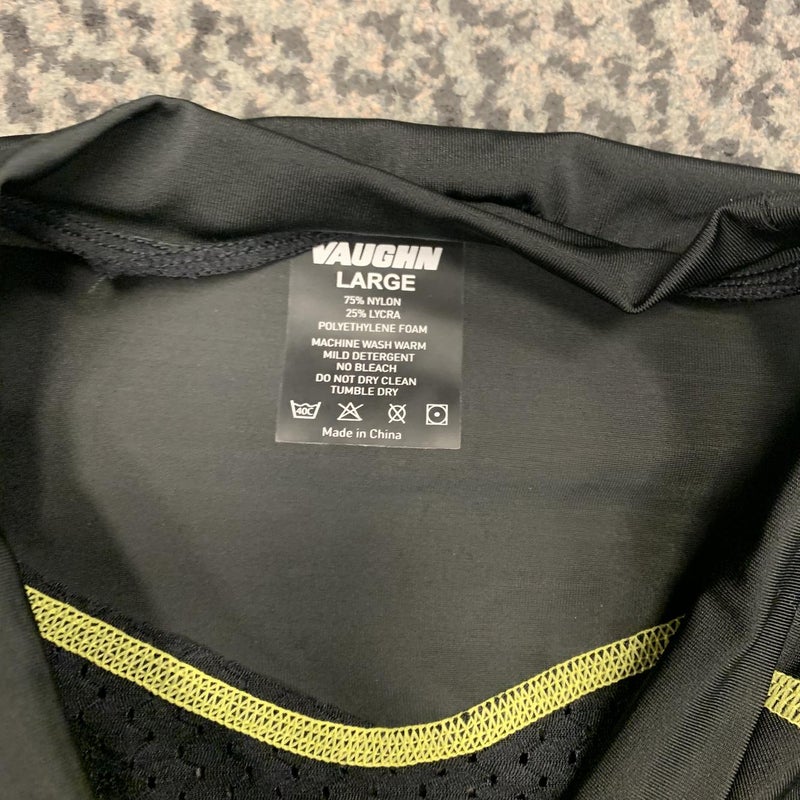 VAUGHN
LARGE
75% NYLON
25% LYCRA
POLYETHYLENE FOAM
MACHINE WASH WARM
MILD DETERGENT
NO BLEACH
DO NOT DRY CLEAN
TUMBLE DRY
40C
Made in China